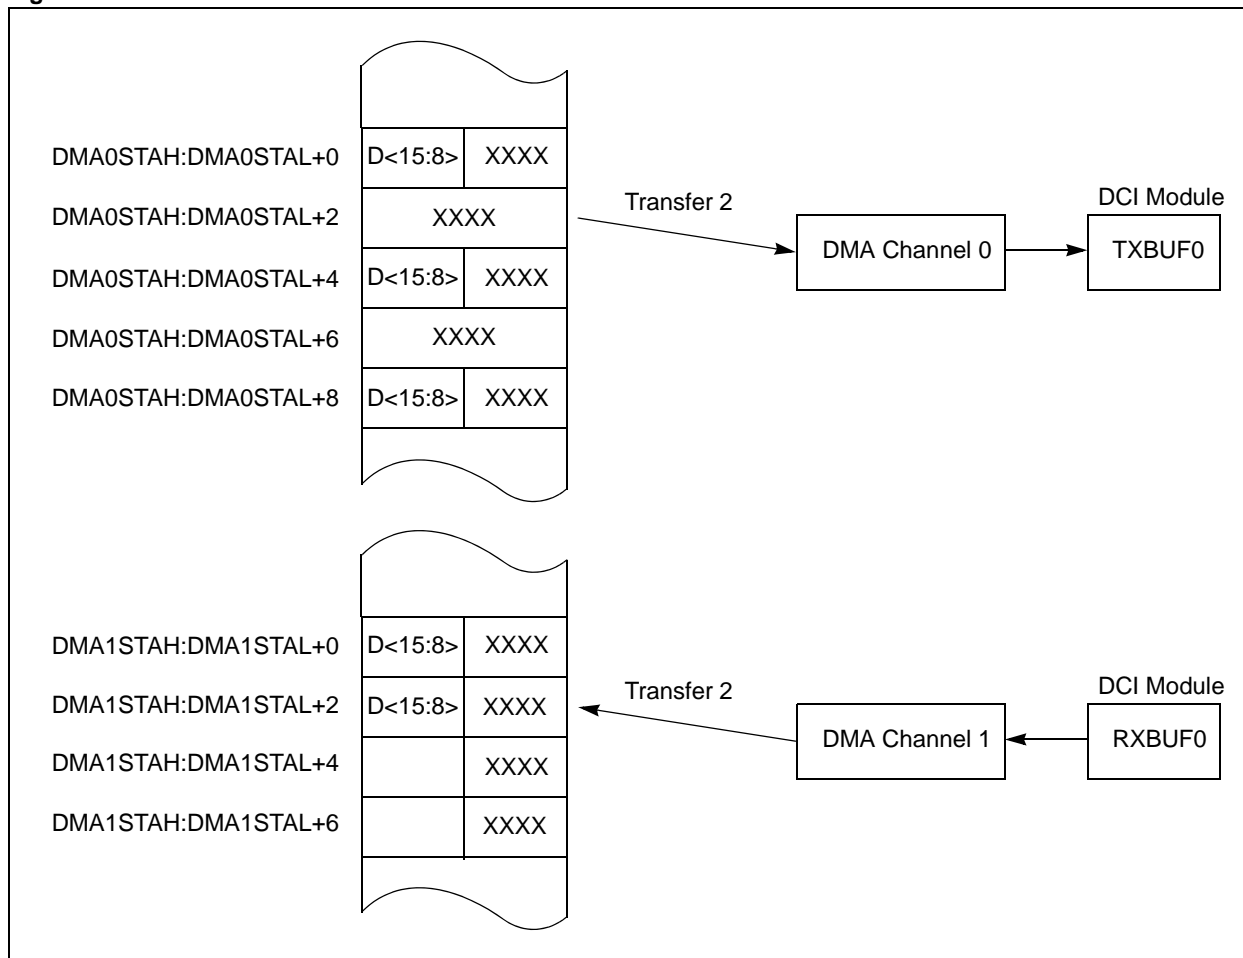 DMA0STAH:DMA0STAL+0 D<15:8> XXXX
DMA0STAH:DMA0STAL+2 XXXX Transfer 2 DCI Module
DMA Channel 0 TXBUF0
DMA0STAH:DMA0STAL+4 D<15:8> XXXX
DMA0STAH:DMA0STAL+6 XXXX
DMA0STAH:DMA0STAL+8 D<15:8> XXXX
DMA1STAH:DMA1STAL+0 D<15:8> XXXX
DMA1STAH:DMA1STAL+2 D<15:8> XXXX Transfer 2 DCI Module
DMA Channel 1 RXBUF0
DMA1STAH:DMA1STAL+4 XXXX
DMA1STAH:DMA1STAL+6 XXXX